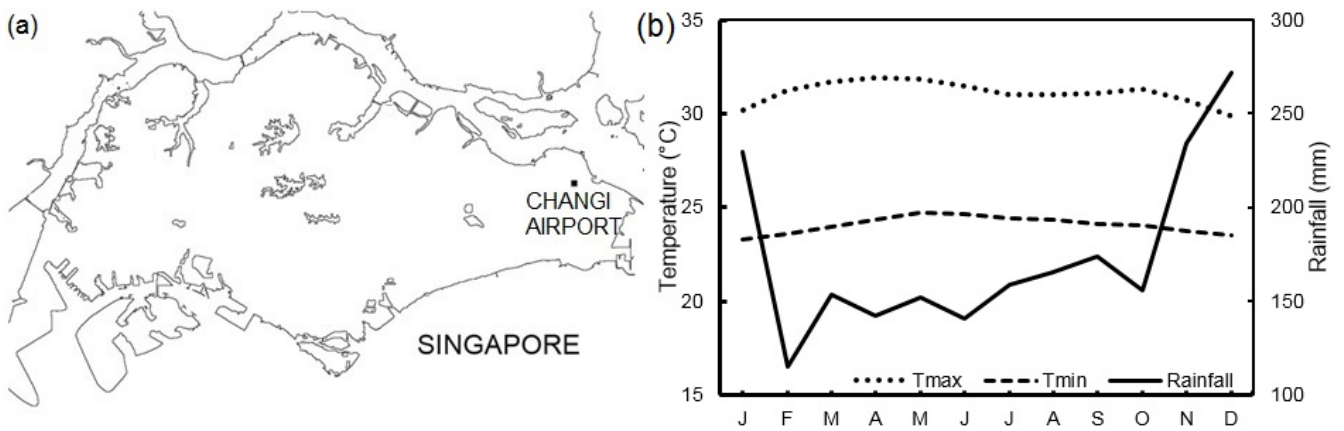 (a)
CHANGI
AIRPORT
SINGAPORE
(b)
Temperature (°C)
35
30
25
20
15
Rainfall (mm)
300
250
200
150
100
Tmax Tmin Rainfall
J F M A M J J A S O N D